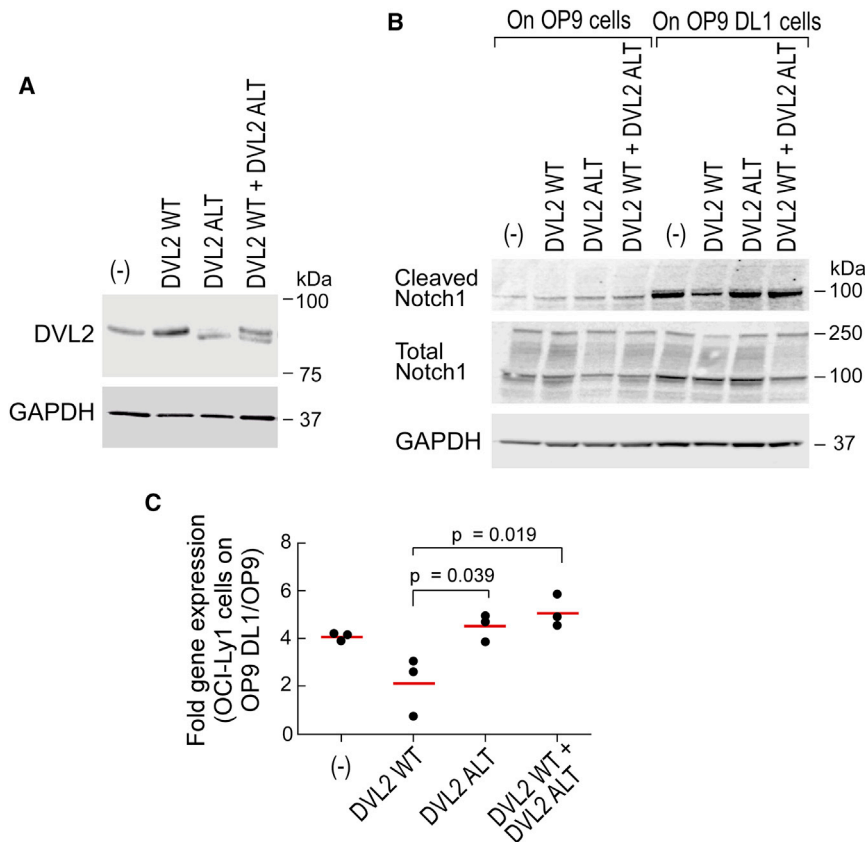 A
(-)
DVL2 WT
DVL2 ALT
DVL2 WT + DVL2 ALT
kDa
100
DVL2
75
GAPDH
37
B
On OP9 cells
On OP9 DL1 cells
(-)
DVL2 WT
DVL2 ALT
DVL2 WT + DVL2 ALT
(-)
DVL2 WT
DVL2 ALT
DVL2 WT + DVL2 ALT
kDa
Cleaved
Notch1
100
250
Total
Notch1
100
GAPDH
37
C
Fold gene expression
(OCI-Ly1 cells on
OP9 DL1/OP9)
8
6
4
2
0
p = 0.019
p = 0.039
(-)
DVL2 WT
DVL2 ALT
DVL2 WT +
DVL2 ALT